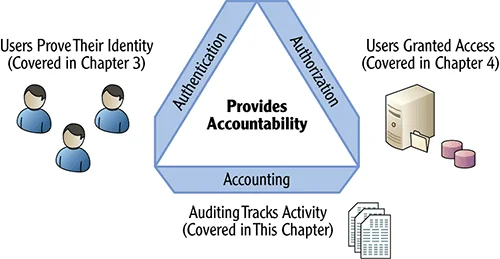 Users Prove Their Identity
(Covered in Chapter 3)
Authentication
Authorization
Users Granted Access
(Covered in Chapter 4)
Provides
Accountability
Accounting
Auditing Tracks Activity
(Covered in This Chapter)